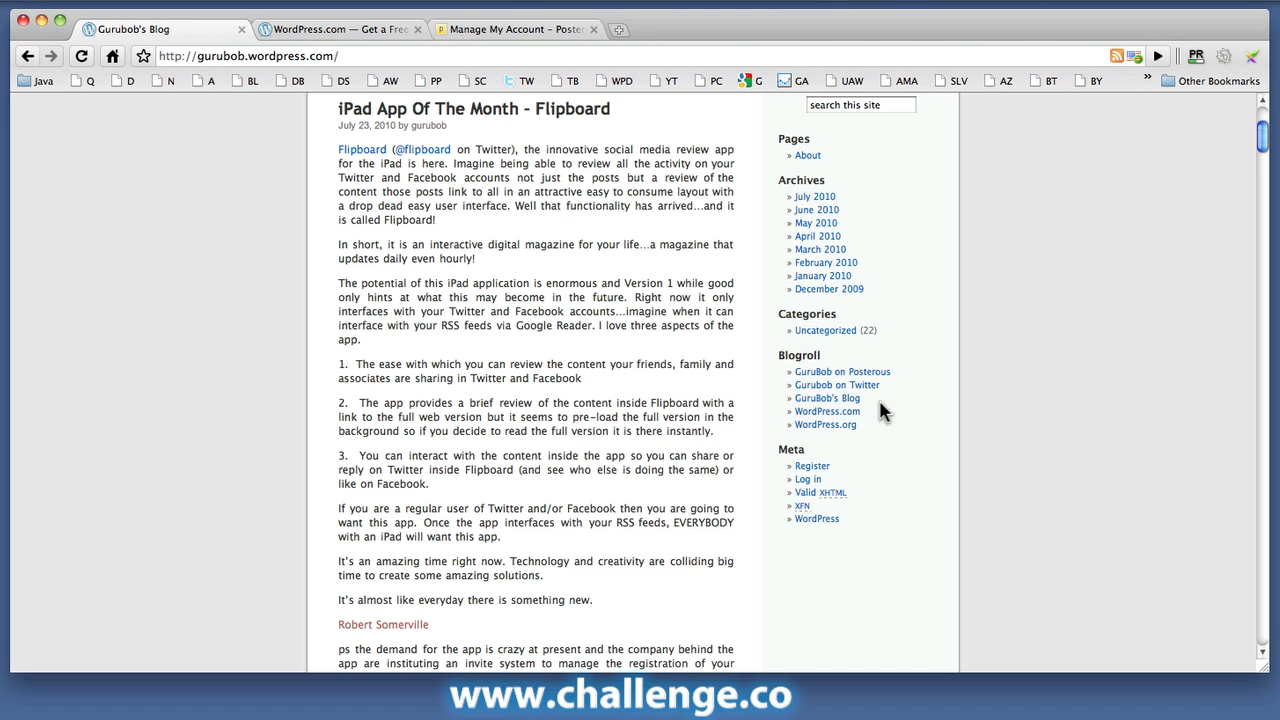 Gurubob's Blog
WordPress.com — Get a Free
Manage My Account – Poster
http://gurubob.wordpress.com/
PR
Java Q D N A BL DB DS AW PP SC TW TB WPD YT PC G GA UAW AMA SLV AZ BT BY » Other Bookmarks
iPad App Of The Month – Flipboard
July 23, 2010 by gurubob
Flipboard (@flipboard on Twitter), the innovative social media review app
for the iPad is here. Imagine being able to review all the activity on your
Twitter and Facebook accounts not just the posts but a review of the
content those posts link to all in an attractive easy to consume layout with
a drop dead easy user interface. Well that functionality has arrived...and it
is called Flipboard!
In short, it is an interactive digital magazine for your life...a magazine that
updates daily even hourly!
The potential of this iPad application is enormous and Version 1 while good
only hints at what this may become in the future. Right now it only
interfaces with your Twitter and Facebook accounts...imagine when it can
interface with your RSS feeds via Google Reader. I love three aspects of the
app.
1. The ease with which you can review the content your friends, family and
associates are sharing in Twitter and Facebook
2. The app provides a brief review of the content inside Flipboard with a
link to the full web version but it seems to pre-load the full version in the
background so if you decide to read the full version it is there instantly.
3. You can interact with the content inside the app so you can share or
reply on Twitter inside Flipboard (and see who else is doing the same) or
like on Facebook.
If you are a regular user of Twitter and/or Facebook then you are going to
want this app. Once the app interfaces with your RSS feeds, EVERYBODY
with an iPad will want this app.
It's an amazing time right now. Technology and creativity are colliding big
time to create some amazing solutions.
It's almost like everyday there is something new.
Robert Somerville
ps the demand for the app is crazy at present and the company behind the
app are instituting an invite system to manage the registration of your
search this site
Pages
» About
Archives
» July 2010
» June 2010
» May 2010
» April 2010
» March 2010
» February 2010
» January 2010
» December 2009
Categories
» Uncategorized (22)
Blogroll
» GuruBob on Posterous
» Gurubob on Twitter
» GuruBob's Blog
» WordPress.com
» WordPress.org
Meta
» Register
» Log in
» Valid XHTML
» XFN
» WordPress
www.challenge.co